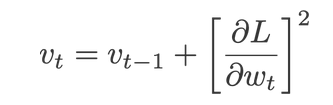 v_t = v_{t-1} + \left[ \frac{\partial L}{\partial w_t} \right]^2